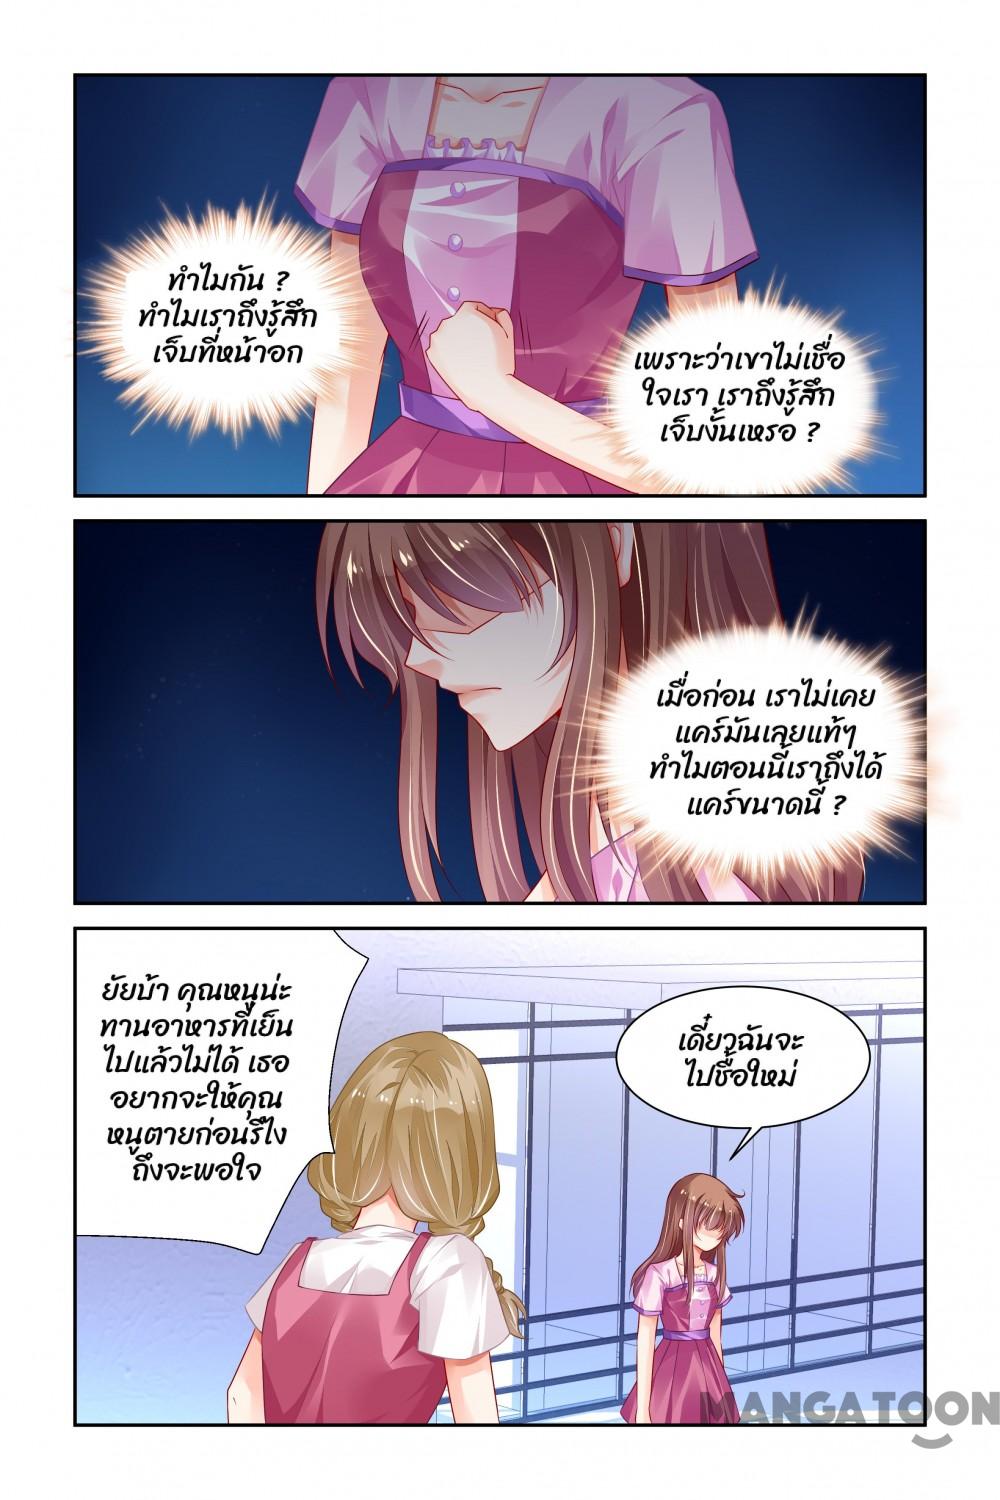 ทำไมกัน ?
ทำไมเราถึงรู้สึก
เจ็บที่หน้าอก
เพราะว่าเขาไม่เชื่อ
ใจเรา เราถึงรู้สึก
เจ็บงั้นเหรอ ?
เมื่อก่อน เราไม่เคย
แคร์มันเลยแท้ๆ
ทำไมตอนนี้เราถึงได้
แคร์ขนาดนี้ ?
ยัยบ้า คุณหนูน่ะ
ทานอาหารที่เย็น
ไปแล้วไม่ได้ เธอ
อยากจะให้คุณ
หนูตายก่อนรึไง
ถึงจะพอใจ
เดี๋ยวฉันจะ
ไปซื้อใหม่
MANGATOON